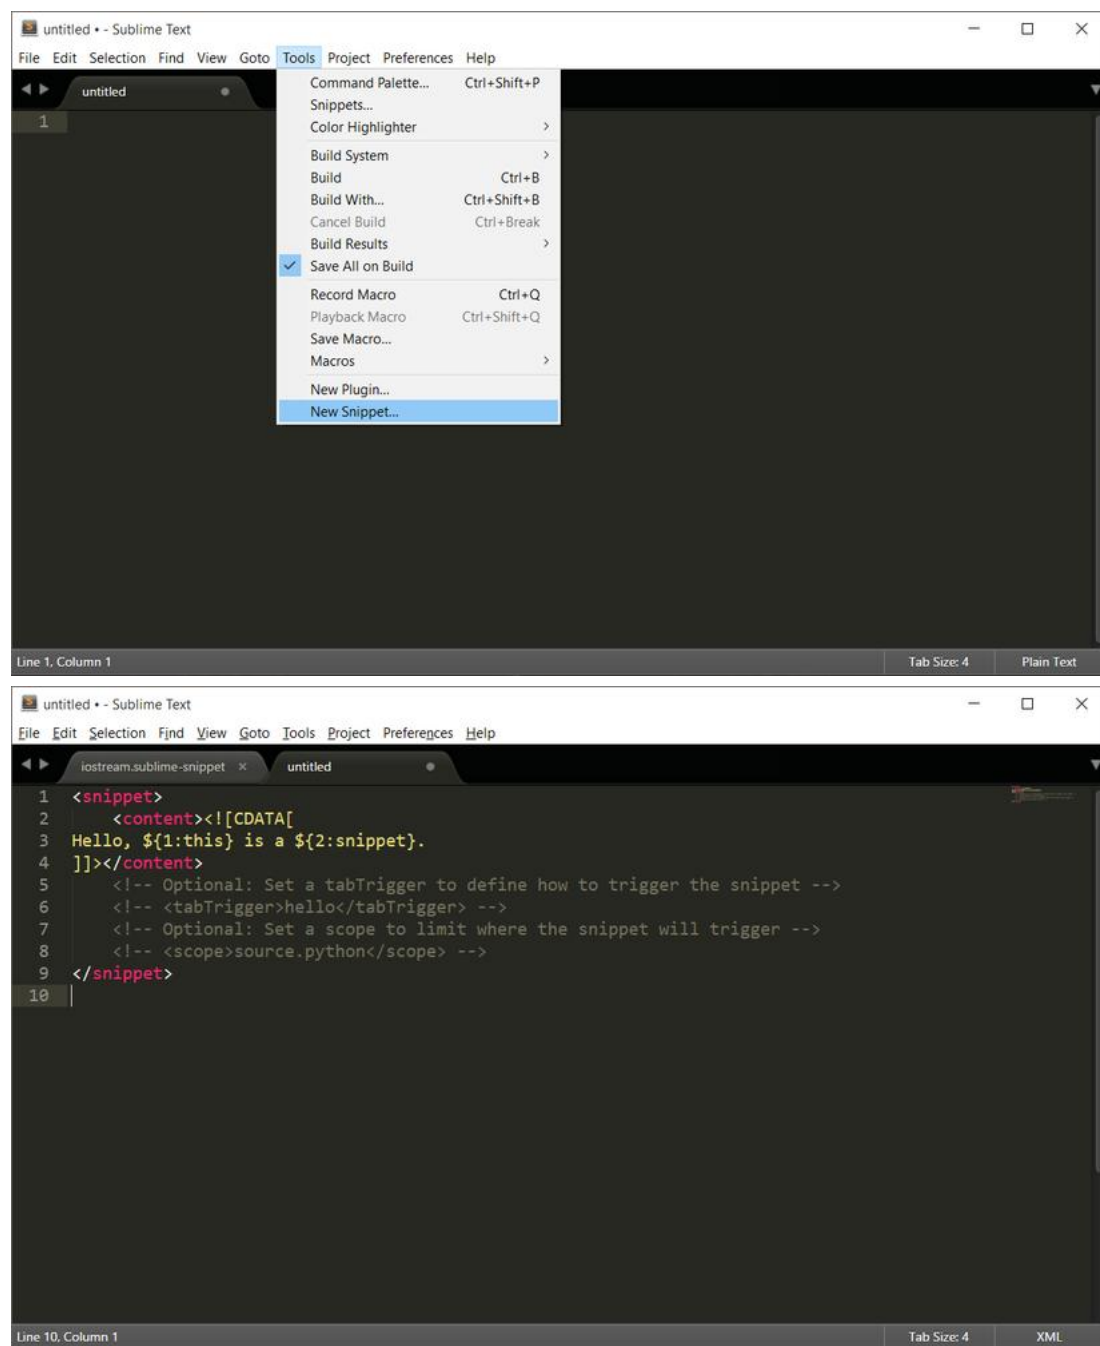 untitled • - Sublime Text
File Edit Selection Find View Goto Tools Project Preferences Help
untitled
1
Command Palette... Ctrl+Shift+P
Snippets...
Color Highlighter
Build System
Build Ctrl+B
Build With... Ctrl+Shift+B
Cancel Build Ctrl+Break
Build Results
Save All on Build
Record Macro Ctrl+Q
Playback Macro Ctrl+Shift+Q
Save Macro...
Macros
New Plugin...
New Snippet...
Line 1, Column 1 Tab Size: 4 Plain Text
untitled • - Sublime Text
File Edit Selection Find View Goto Tools Project Preferences Help
iostream.sublime-snippet × untitled
1 <snippet>
2 <content><![CDATA[
3 Hello, ${1:this} is a ${2:snippet}.
4 ]]></content>
5 <!-- Optional: Set a tabTrigger to define how to trigger the snippet -->
6 <!-- <tabTrigger>hello</tabTrigger> -->
7 <!-- Optional: Set a scope to limit where the snippet will trigger -->
8 <!-- <scope>source.python</scope> -->
9 </snippet>
10
Line 10, Column 1 Tab Size: 4 XML